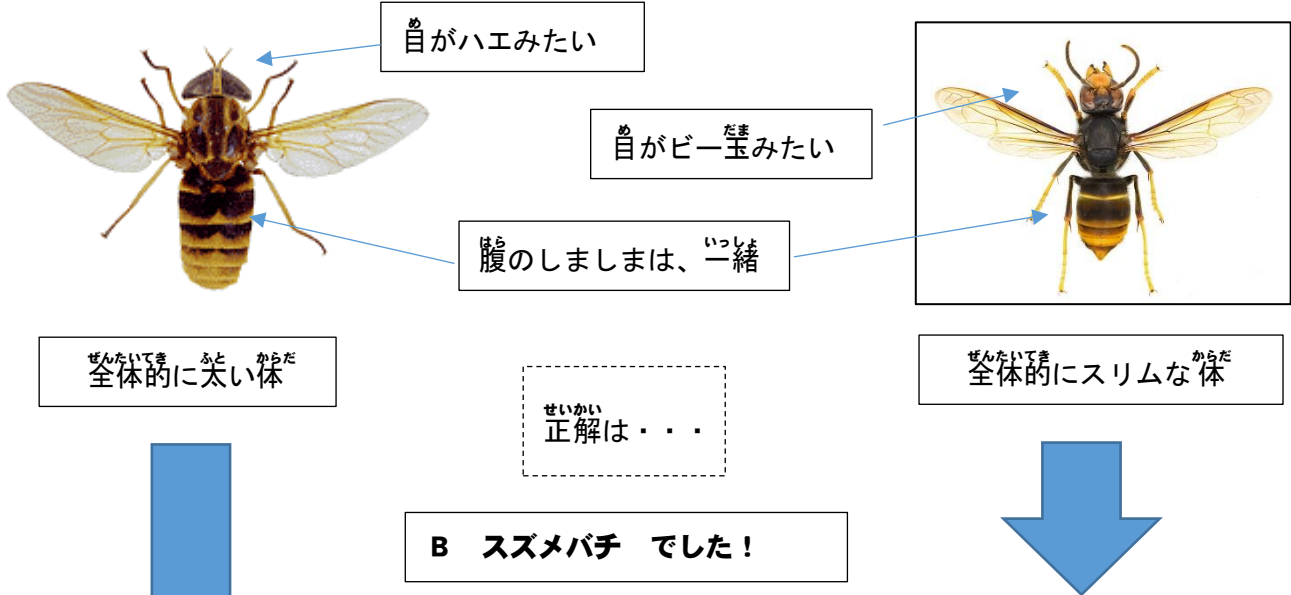 目がハエみたい
目がビー玉みたい
腹のしましまは、一緒
全体的に太い体
全体的にスリムな体
正解は・・・
B スズメバチ でした！